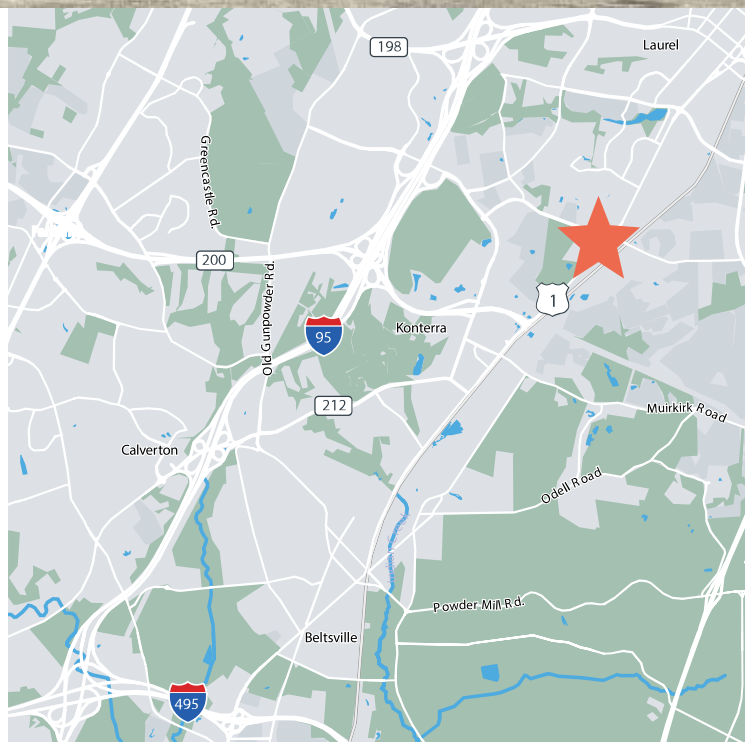 198
Laurel
Greencastle Rd.
200
Old Gunpowder Rd.
1
Konterra
95
212
Muirkirk Road
Calverton
Odell Road
Powder Mill Rd.
Beltsville
495